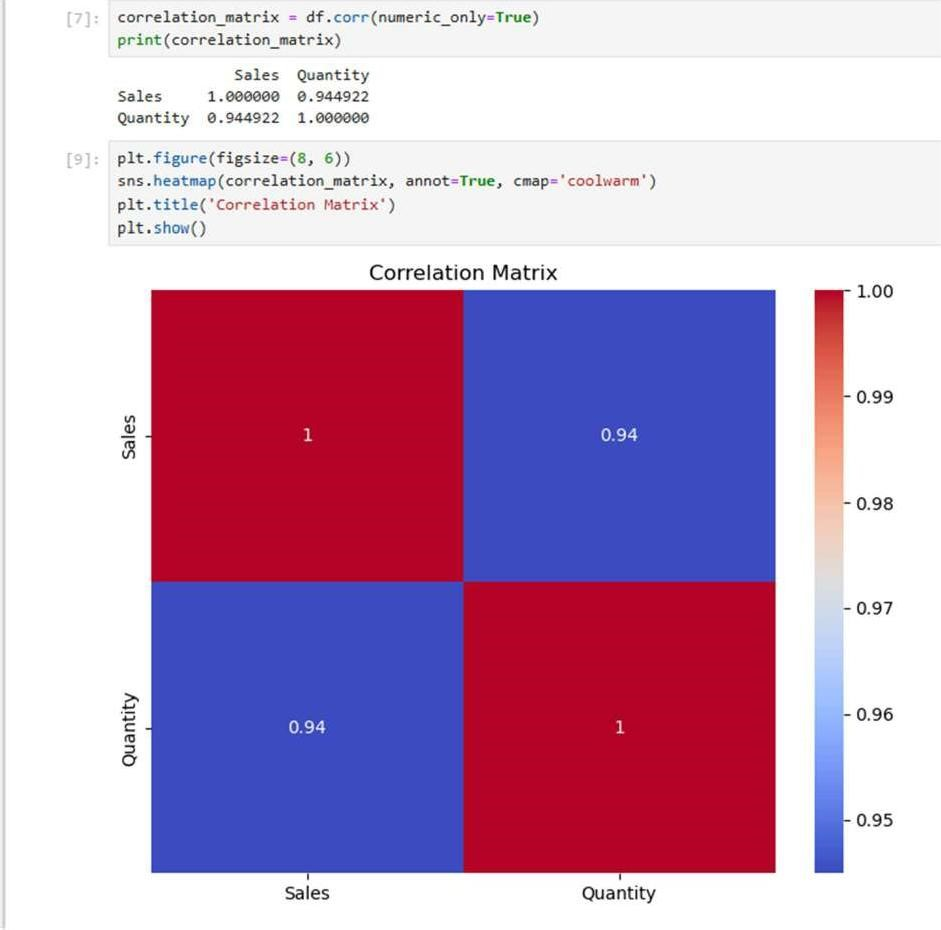 [7]: correlation_matrix = df.corr(numeric_only=True)
print(correlation_matrix)
Sales Quantity
Sales 1.000000 0.944922
Quantity 0.944922 1.000000
[9]: plt.figure(figsize=(8, 6))
sns.heatmap(correlation_matrix, annot=True, cmap='coolwarm')
plt.title('Correlation Matrix')
plt.show()
Correlation Matrix
1.00
0.99
0.98
0.97
0.96
0.95
Sales
1 0.94
Quantity
0.94 1
Sales Quantity